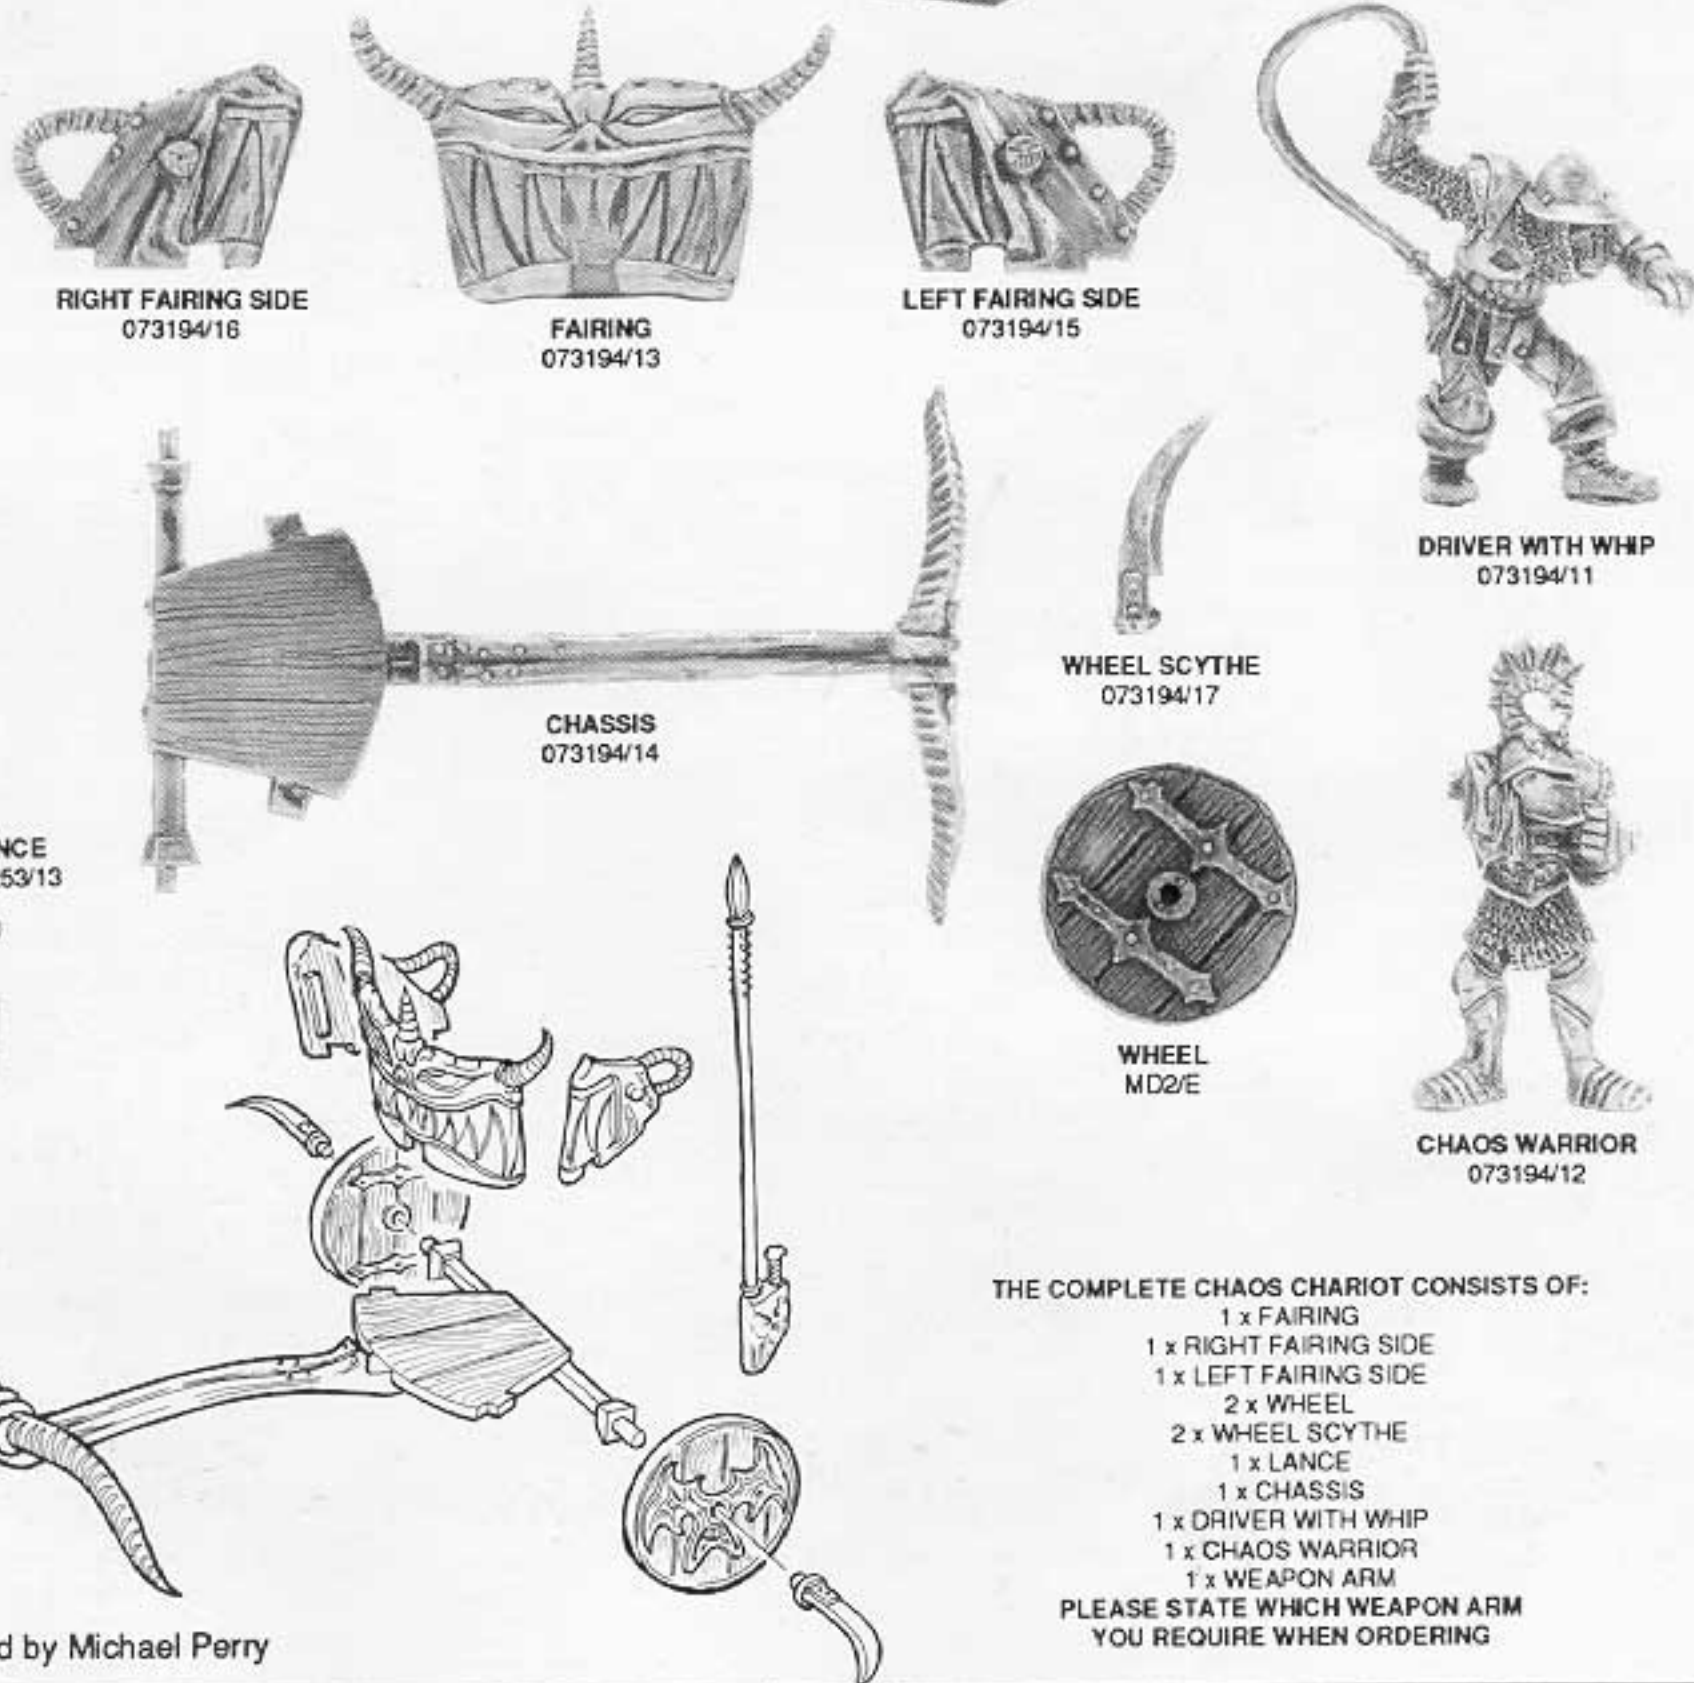 RIGHT FAIRING SIDE
073194/16
FAIRING
073194/13
LEFT FAIRING SIDE
073194/15
DRIVER WITH WHIP
073194/11
CHASSIS
073194/14
WHEEL SCYTHE
073194/17
NCE
53/13
WHEEL
MD2/E
CHAOS WARRIOR
073194/12
THE COMPLETE CHAOS CHARIOT CONSISTS OF:
1 x FAIRING
1 x RIGHT FAIRING SIDE
1 x LEFT FAIRING SIDE
2 x WHEEL
2 x WHEEL SCYTHE
1 x LANCE
1 x CHASSIS
1 x DRIVER WITH WHIP
1 x CHAOS WARRIOR
1 x WEAPON ARM
PLEASE STATE WHICH WEAPON ARM
YOU REQUIRE WHEN ORDERING
d by Michael Perry